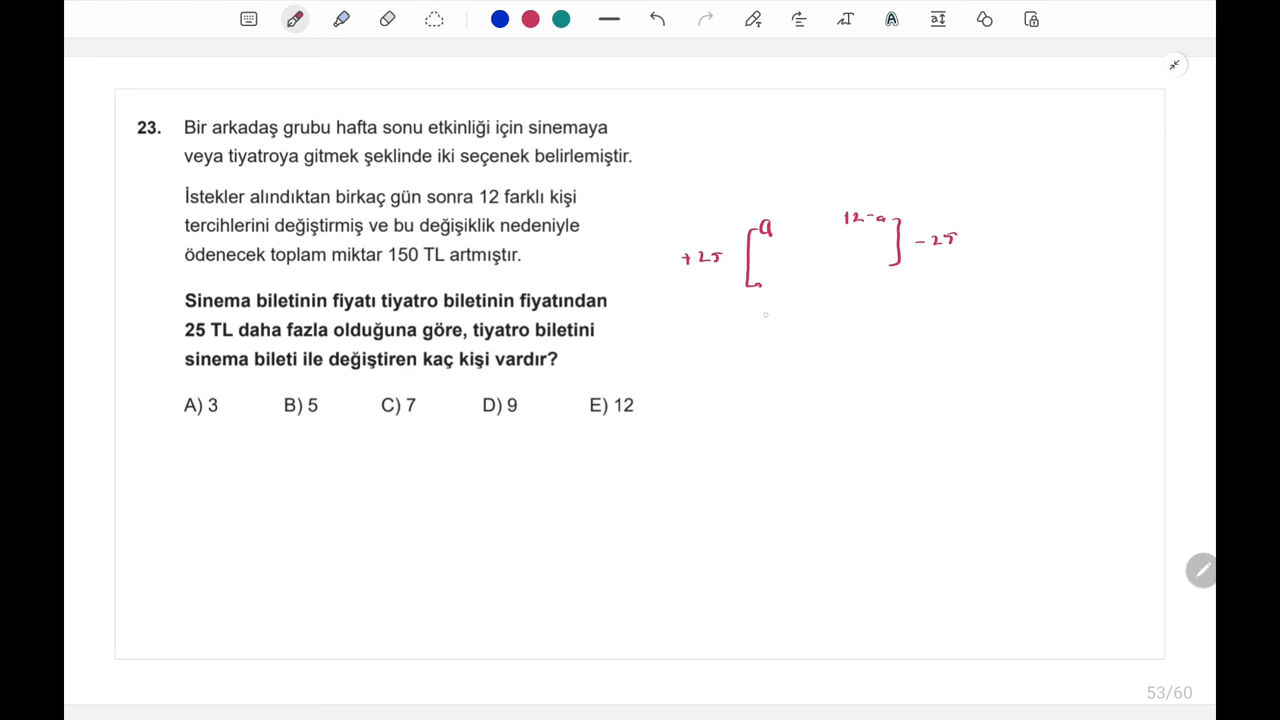 23. Bir arkadaş grubu hafta sonu etkinliği için sinemaya
veya tiyatroya gitmek şeklinde iki seçenek belirlemiştir.
İstekler alındıktan birkaç gün sonra 12 farklı kişi
tercihlerini değiştirmiş ve bu değişiklik nedeniyle
ödenecek toplam miktar 150 TL artmıştır.
Sinema biletinin fiyatı tiyatro biletinin fiyatından
25 TL daha fazla olduğuna göre, tiyatro biletini
sinema bileti ile değiştiren kaç kişi vardır?
A) 3 B) 5 C) 7 D) 9 E) 12
a 12-a
+25 -25
53/60